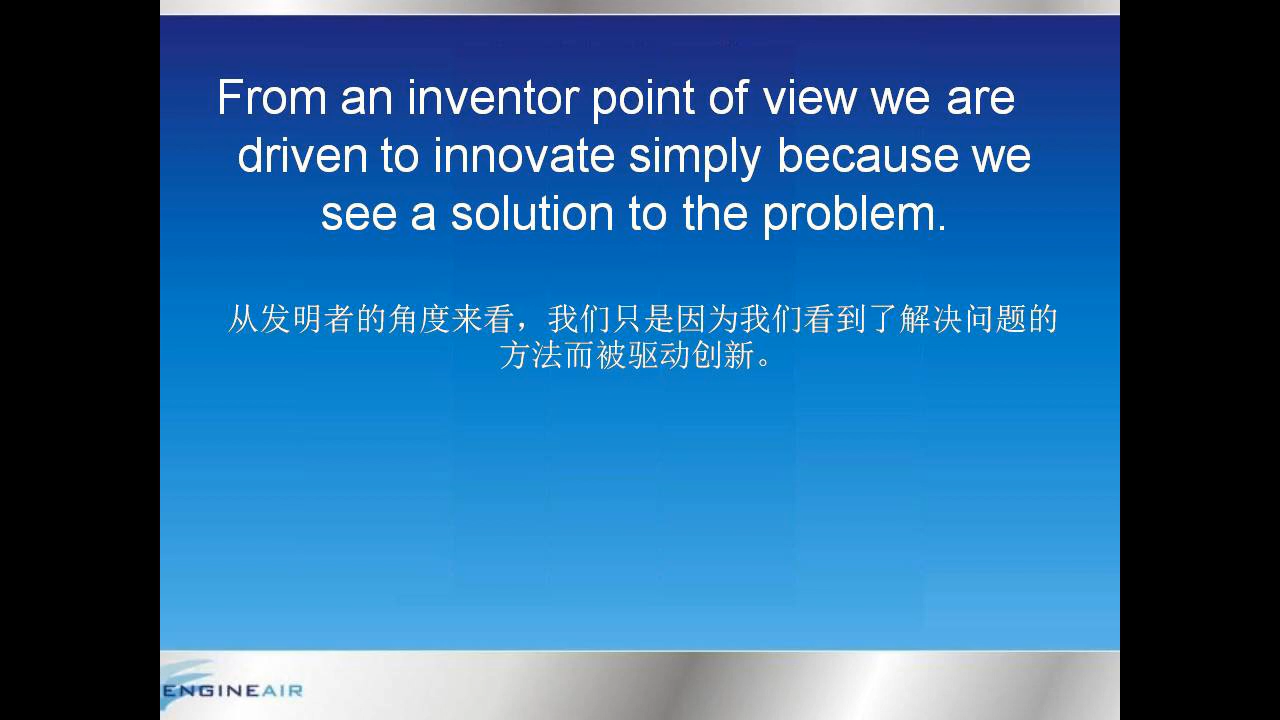 From an inventor point of view we are
driven to innovate simply because we
see a solution to the problem.
从发明者的角度来看，我们只是因为我们看到了解决问题的
方法而被驱动创新。
ENGINEAIR